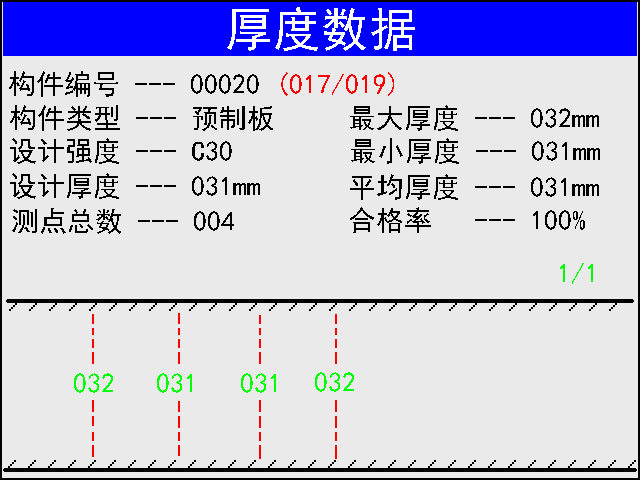 厚度数据
构件编号 --- 00020 (017/019)
构件类型 --- 预制板 最大厚度 --- 032mm
设计强度 --- C30 最小厚度 --- 031mm
设计厚度 --- 031mm 平均厚度 --- 031mm
测点总数 --- 004 合格率 --- 100%
1/1
032 031 031 032